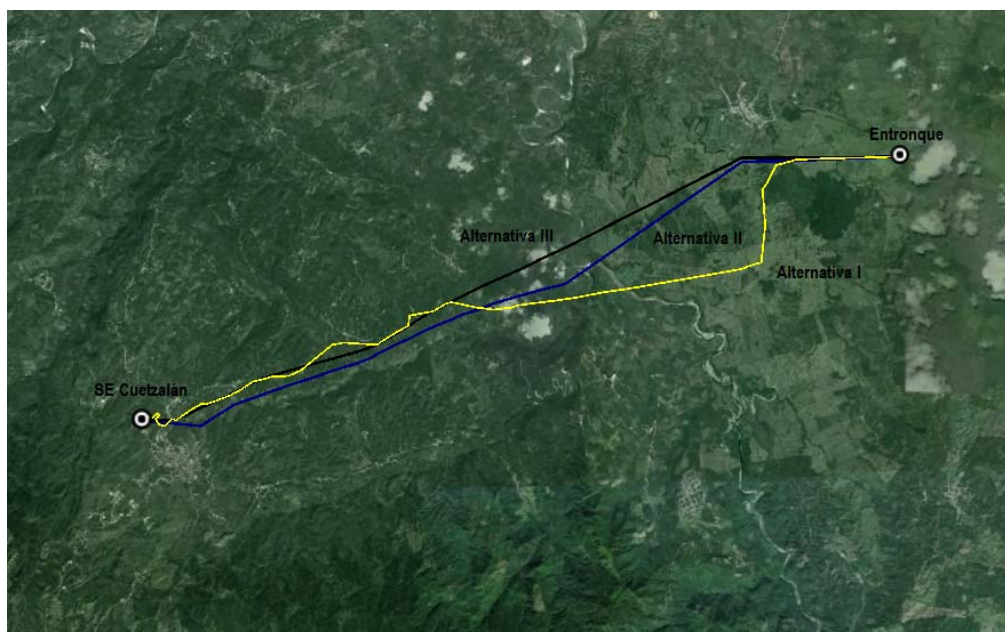 Entronque
Alternativa III
Alternativa II
Alternativa I
SE Cuetzalán